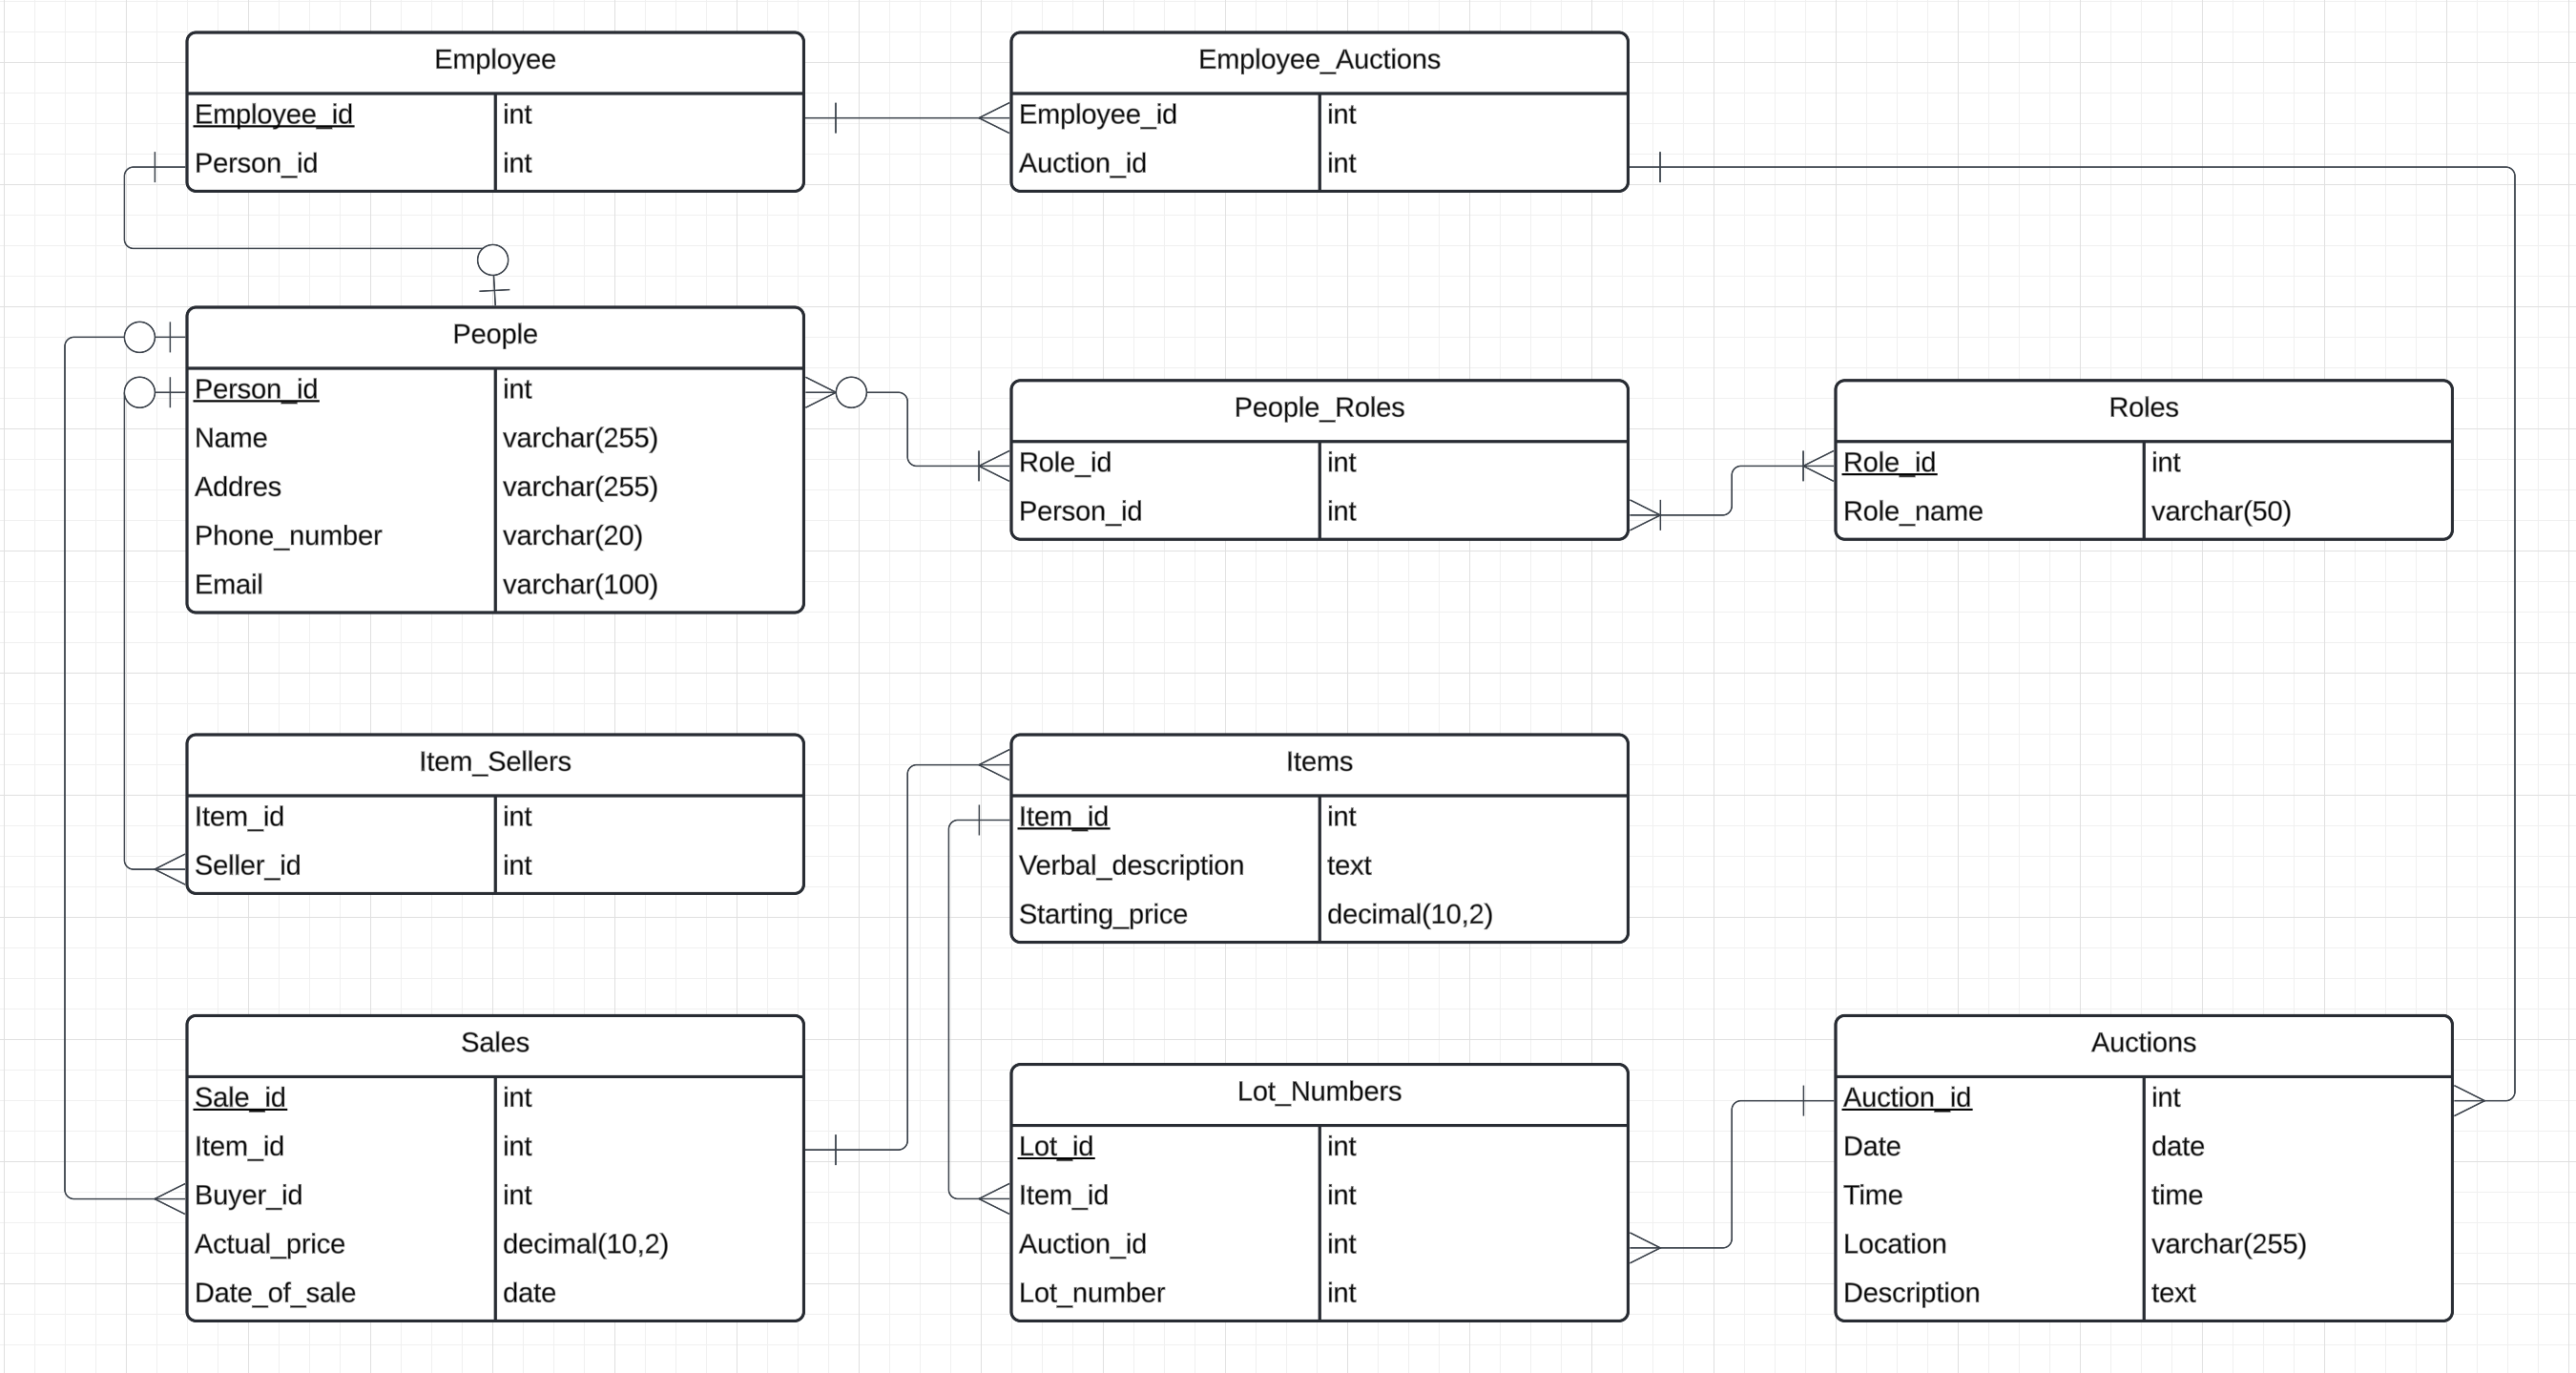 Employee
Employee_id int
Person_id int
Employee_Auctions
Employee_id int
Auction_id int
People
Person_id int
Name varchar(255)
Addres varchar(255)
Phone_number varchar(20)
Email varchar(100)
People_Roles
Role_id int
Person_id int
Roles
Role_id int
Role_name varchar(50)
Item_Sellers
Item_id int
Seller_id int
Items
Item_id int
Verbal_description text
Starting_price decimal(10,2)
Sales
Sale_id int
Item_id int
Buyer_id int
Actual_price decimal(10,2)
Date_of_sale date
Lot_Numbers
Lot_id int
Item_id int
Auction_id int
Lot_number int
Auctions
Auction_id int
Date date
Time time
Location varchar(255)
Description text